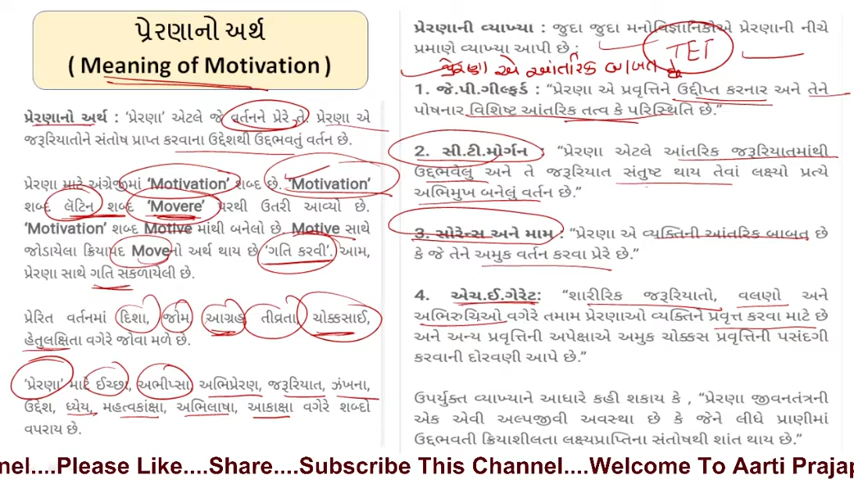 પ્રેરણાનો અર્થ
( Meaning of Motivation )
પ્રેરણાનો અર્થ : 'પ્રેરણા' એટલે જે વર્તનને પ્રેરે તે પ્રેરણા એ
જરૂરિયાતોને સંતોષ પ્રાપ્ત કરવાના ઉદ્દેશથી ઉદ્દભવતું વર્તન છે.
પ્રેરણા માટે અંગ્રેજીમાં 'Motivation' શબ્દ છે. 'Motivation'
શબ્દ લેટિન શબ્દ 'Movere' પરથી ઉતરી આવ્યો છે.
'Motivation' શબ્દ Motive માંથી બનેલો છે. Motive સાથે
જોડાયેલા ક્રિયાપદ Moveનો અર્થ થાય છે 'ગતિ કરવી'. આમ,
પ્રેરણા સાથે ગતિ સંકળાયેલી છે.
પ્રેરિત વર્તનમાં દિશા, જોમ, આગ્રહ તીવ્રતા, ચોક્કસાઈ,
હેતુલક્ષિતા વગેરે જોવા મળે છે.
'પ્રેરણા' માટે ઈચ્છા, અભીપ્સા, અભિપ્રેરણ, જરૂરિયાત, ઝંખના,
ઉદ્દેશ, ધ્યેય, મહત્વકાંક્ષા, અભિલાષા, આકાક્ષા વગેરે શબ્દો
વપરાય છે.
પ્રેરણાની વ્યાખ્યા : જુદા જુદા મનોવિજ્ઞાનિકોએ પ્રેરણાની નીચે
પ્રમાણે વ્યાખ્યા આપી છે :
TET
પ્રેરણા એ આંતરિક બાબત છે
1. જે.પી.ગીલ્ફર્ડ : "પ્રેરણા એ પ્રવૃત્તિને ઉદ્દીપ્ત કરનાર અને તેને
પોષનાર વિશિષ્ટ આંતરિક તત્વ કે પરિસ્થિતિ છે."
2. સી.ટી.મોર્ગન : "પ્રેરણા એટલે આંતરિક જરૂરિયાતમાંથી
ઉદ્દભવેલુ અને તે જરૂરિયાત સંતુષ્ટ થાય તેવાં લક્ષ્યો પ્રત્યે
અભિમુખ બનેલું વર્તન છે."
3. સોરેન્સ અને મામ : "પ્રેરણા એ વ્યક્તિની આંતરિક બાબત છે
કે જે તેને અમુક વર્તન કરવા પ્રેરે છે."
4. એચ.ઈ.ગેરેટ: "શારીરિક જરૂરિયાતો, વલણો અને
અભિરુચિઓ વગેરે તમામ પ્રેરણાઓ વ્યક્તિને પ્રવૃત્ત કરવા માટે છે
અને અન્ય પ્રવૃત્તિની અપેક્ષાએ અમુક ચોક્કસ પ્રવૃત્તિની પસંદગી
કરવાની દોરવણી આપે છે."
ઉપર્યુક્ત વ્યાખ્યાને આધારે કહી શકાય કે , "પ્રેરણા જીવનતંત્રની
એક એવી અલ્પજીવી અવસ્થા છે કે જેને લીધે પ્રાણીમાં
ઉદ્દભવતી ક્રિયાશીલતા લક્ષ્યપ્રાપ્તિના સંતોષથી શાંત થાય છે."
nel....Please Like....Share....Subscribe This Channel....Welcome To Aarti Prajap